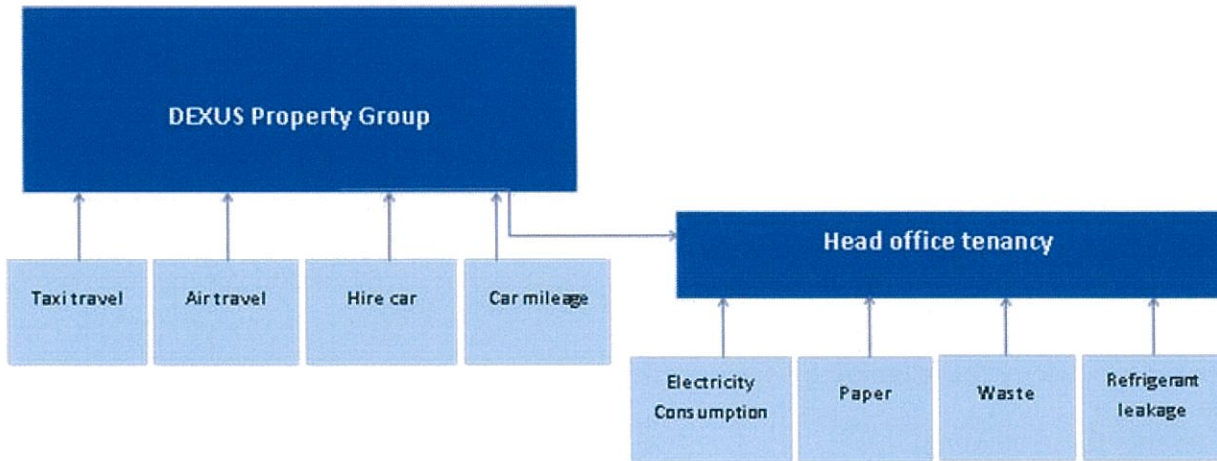 DEXUS Property Group
Head office tenancy
Taxi travel
Air travel
Hire car
Car mileage
Electricity
Consumption
Paper
Waste
Refrigerant
leakage